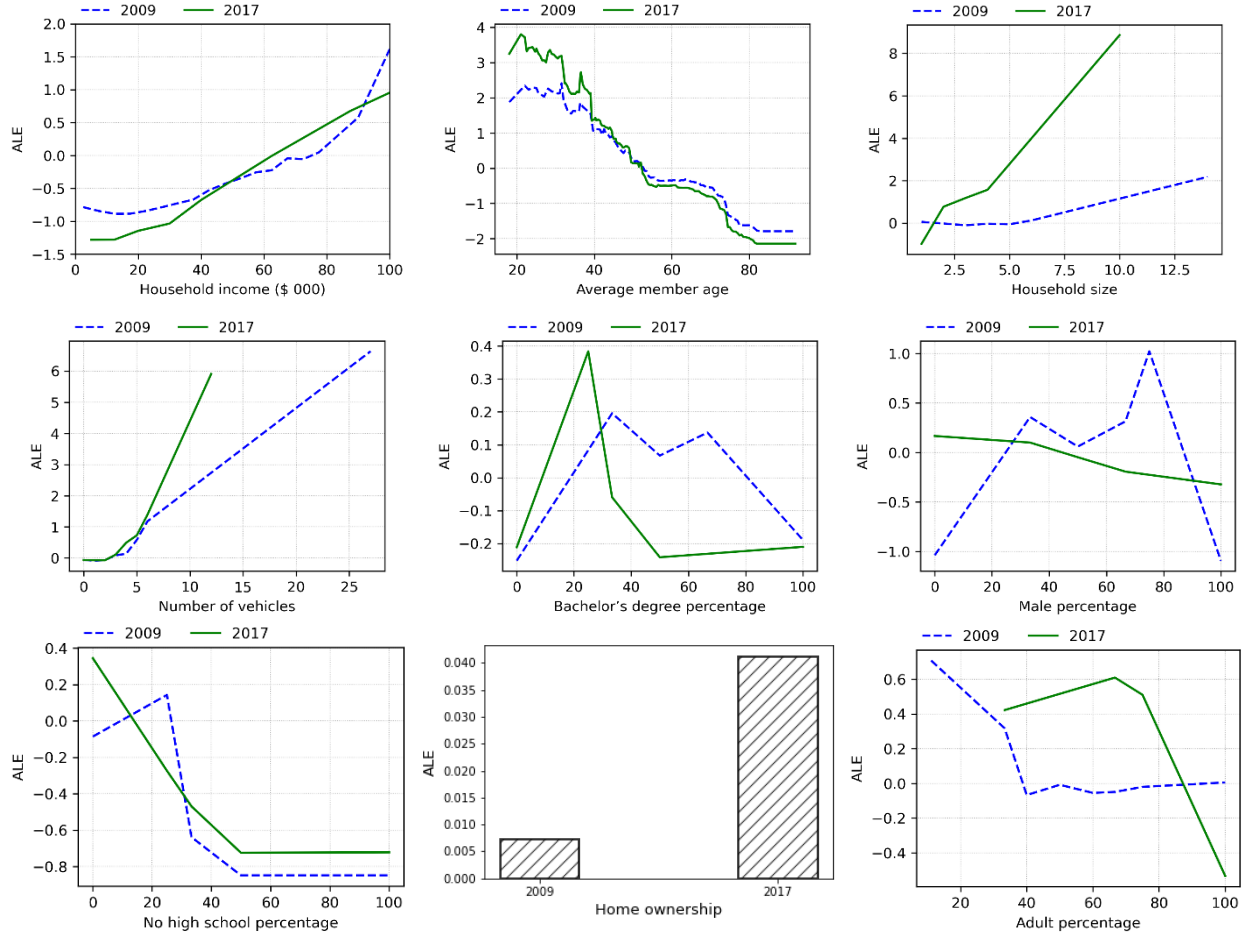 2009 2017
2.0
1.5
1.0
0.5
0.0
−0.5
−1.0
−1.5
ALE
0 20 40 60 80 100
Household income ($ 000)
2009 2017
4
3
2
1
0
−1
−2
ALE
20 40 60 80
Average member age
2009 2017
8
6
4
2
0
ALE
2.5 5.0 7.5 10.0 12.5
Household size
2009 2017
6
5
4
3
2
1
0
ALE
0 5 10 15 20 25
Number of vehicles
2009 2017
0.4
0.3
0.2
0.1
0.0
−0.1
−0.2
ALE
0 20 40 60 80 100
Bachelor’s degree percentage
2009 2017
1.0
0.5
0.0
−0.5
−1.0
ALE
0 20 40 60 80 100
Male percentage
2009 2017
0.4
0.2
0.0
−0.2
−0.4
−0.6
−0.8
ALE
0 20 40 60 80 100
No high school percentage
0.040
0.035
0.030
0.025
0.020
0.015
0.010
0.005
0.000
ALE
2009 2017
Home ownership
2009 2017
0.6
0.4
0.2
0.0
−0.2
−0.4
ALE
20 40 60 80 100
Adult percentage